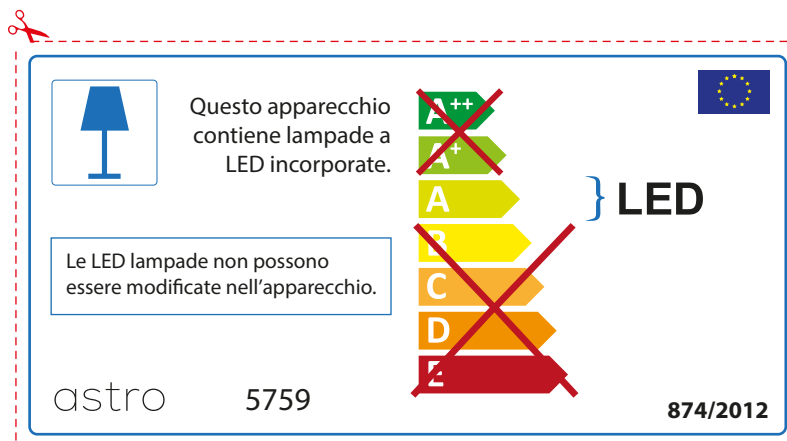 Questo apparecchio
contiene lampade a
LED incorporate.
A++
A+
A
B
C
D
E
LED
Le LED lampade non possono
essere modificate nell'apparecchio.
astro
5759
874/2012